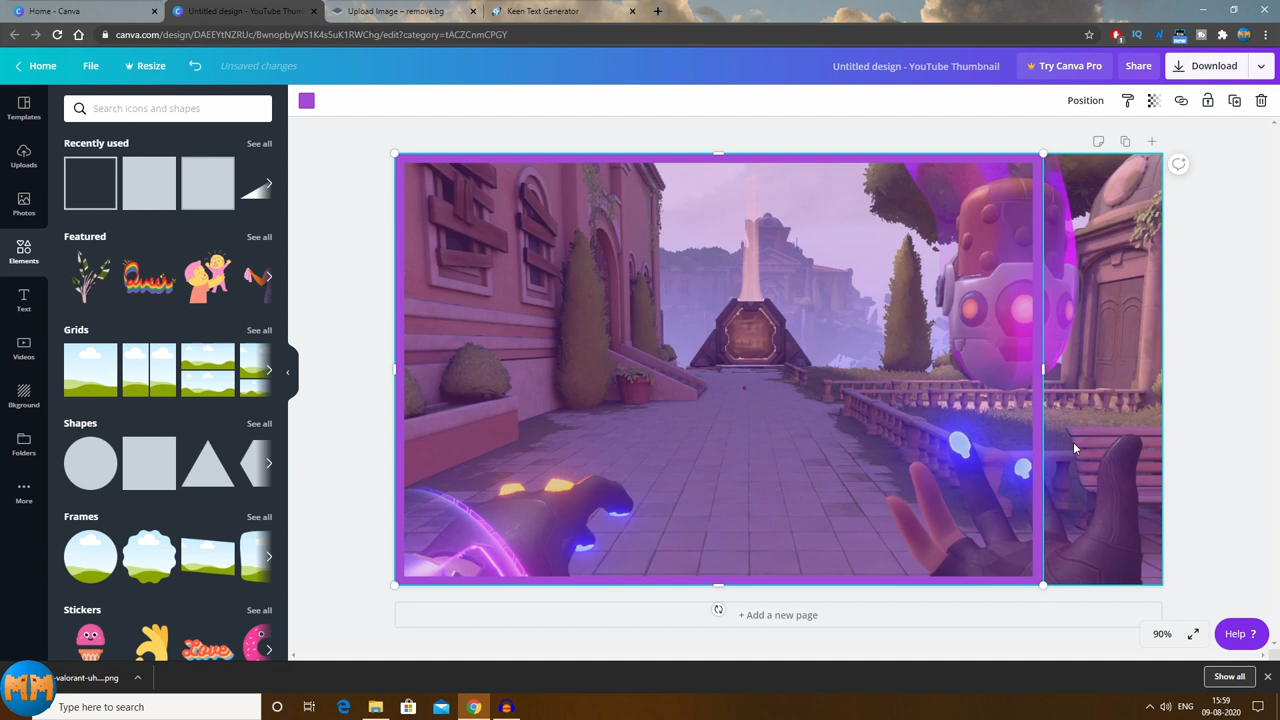 Home - Canva
Untitled design - YouTube Thum
Upload Image – remove.bg
Keen Text Generator
canva.com/design/DAEEYtNZRUc/BwnopbyWS1K4s5uK1RWChg/edit?category=tACZCnmCPGY
Home
File
Resize
Unsaved changes
Untitled design - YouTube Thumbnail
Try Canva Pro
Share
Download
Templates
Uploads
Photos
Elements
Text
Videos
Bkground
Folders
More
Search icons and shapes
Recently used
See all
Featured
See all
Grids
See all
Shapes
See all
Frames
See all
Stickers
See all
Love
Position
+ Add a new page
90%
Help ?
-valorant-uh....png
Show all
MM
Type here to search
ENG
15:59
09-08-2020